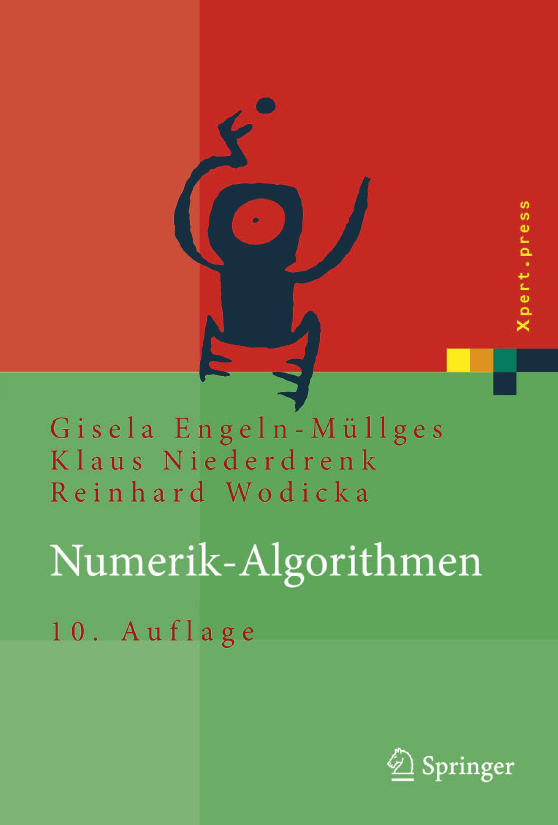 Xpert.press
Gisela Engeln-Müllges
Klaus Niederdrenk
Reinhard Wodicka
Numerik-Algorithmen
10. Auflage
Springer